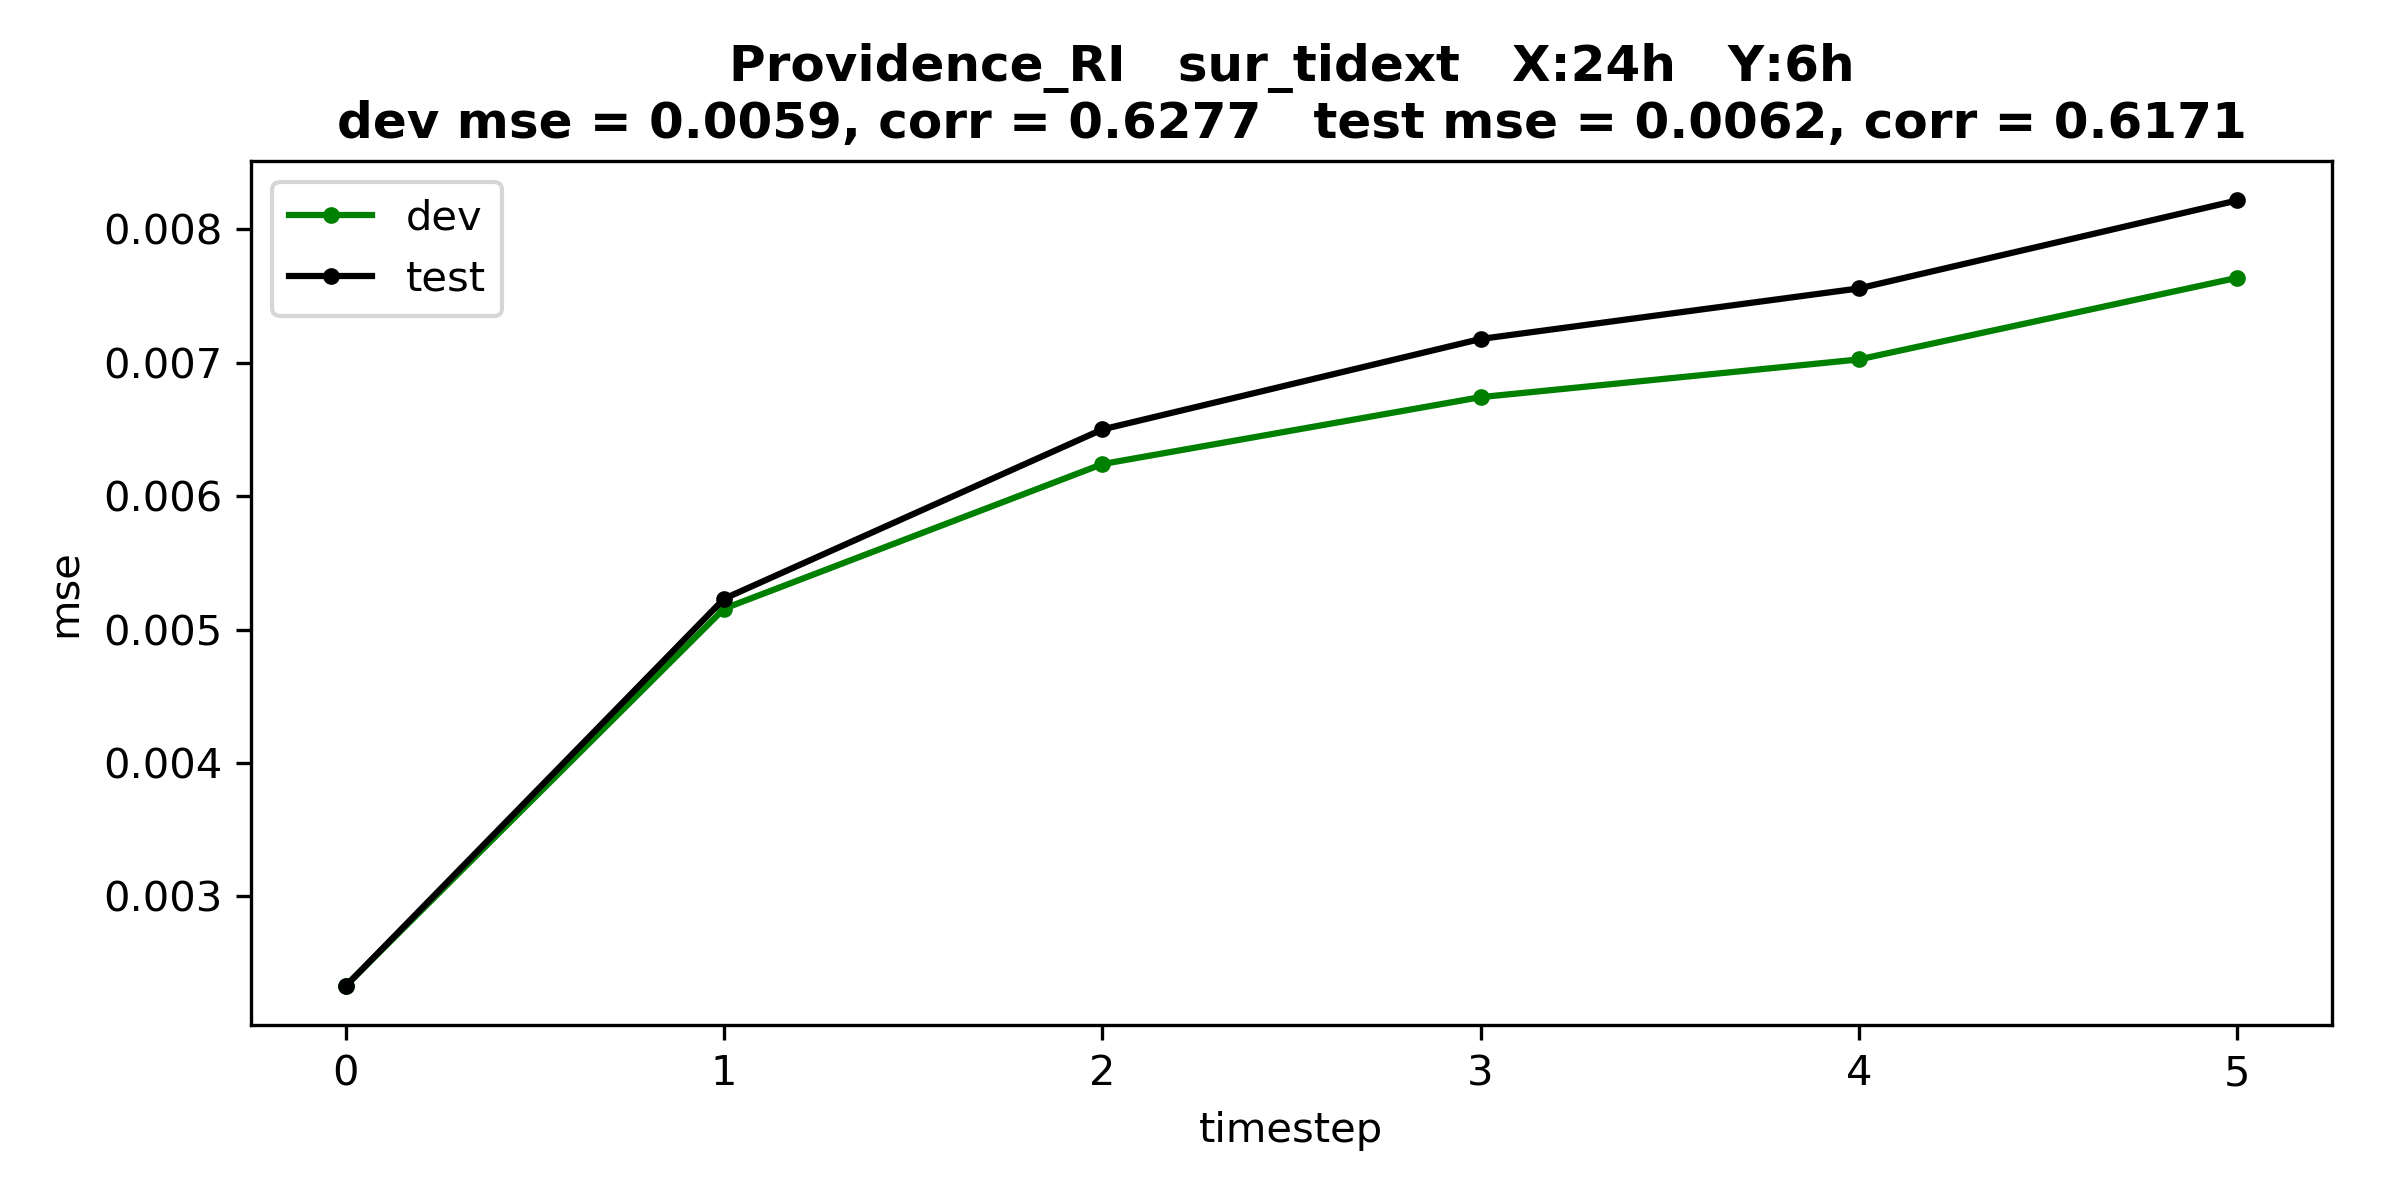 Providence_RI   sur_tidext   X:24h   Y:6h
dev mse = 0.0059, corr = 0.6277   test mse = 0.0062, corr = 0.6171
dev
test
0.008
0.007
0.006
0.005
0.004
0.003
mse
0 1 2 3 4 5
timestep